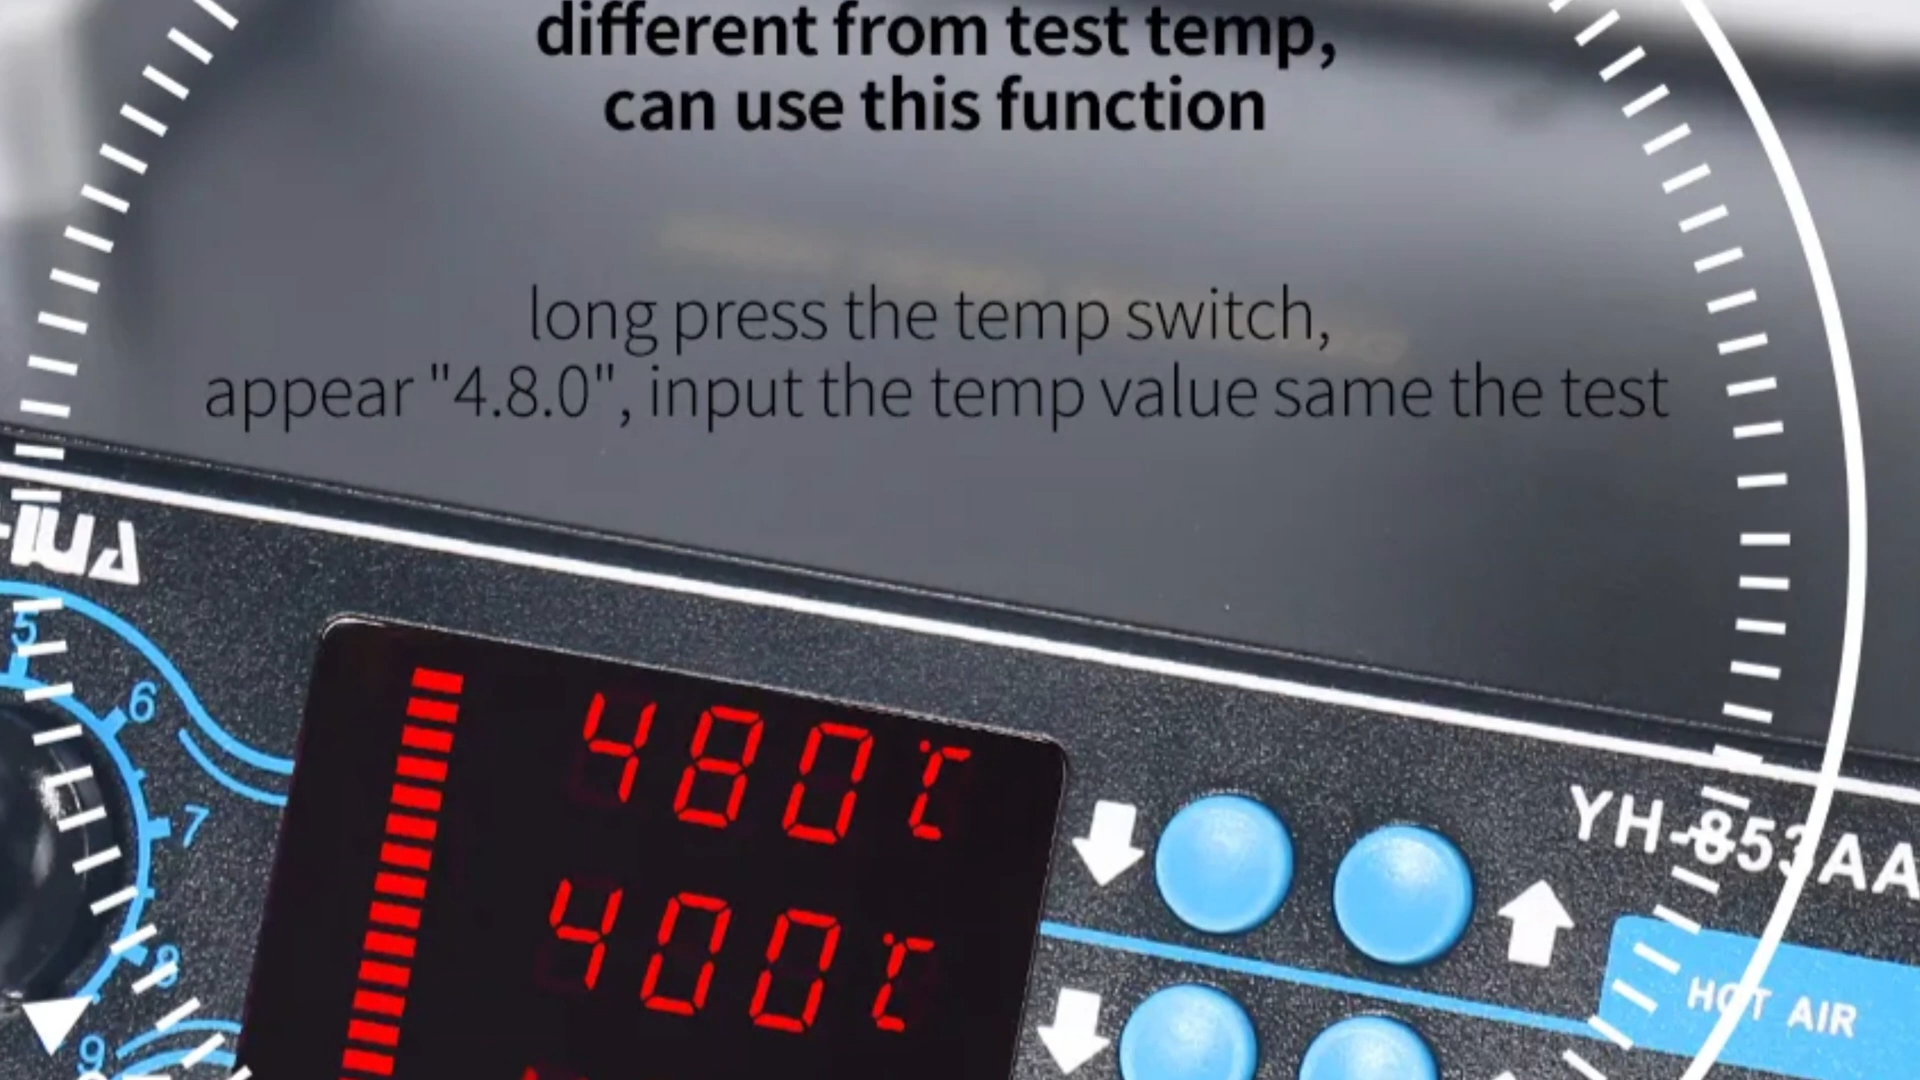 different from test temp,
can use this function
long press the temp switch,
appear "4.8.0", input the temp value same the test
5
6
7
8
9
480℃
400℃
YH-853AA
HOT AIR